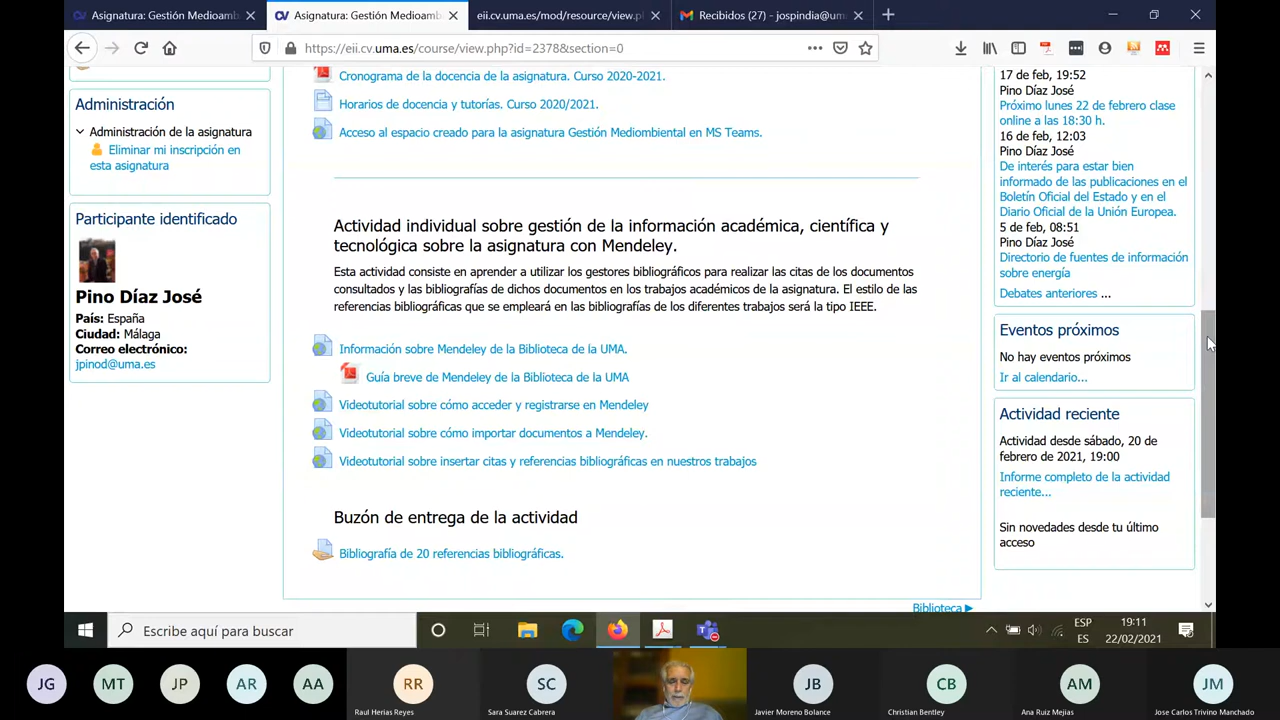 Asignatura: Gestión Medioamb
Asignatura: Gestión Medioamb
eii.cv.uma.es/mod/resource/view.p
Recibidos (27) - jospindia@uma
https://eii.cv.uma.es/course/view.php?id=2378&section=0
Administración
Administración de la asignatura
Eliminar mi inscripción en
esta asignatura
Participante identificado
Pino Díaz José
País: España
Ciudad: Málaga
Correo electrónico:
jpinod@uma.es
Cronograma de la docencia de la asignatura. Curso 2020-2021.
Horarios de docencia y tutorías. Curso 2020/2021.
Acceso al espacio creado para la asignatura Gestión Mediombiental en MS Teams.
Actividad individual sobre gestión de la información académica, científica y
tecnológica sobre la asignatura con Mendeley.
Esta actividad consiste en aprender a utilizar los gestores bibliográficos para realizar las citas de los documentos
consultados y las bibliografías de dichos documentos en los trabajos académicos de la asignatura. El estilo de las
referencias bibliográficas que se empleará en las bibliografías de los diferentes trabajos será la tipo IEEE.
Información sobre Mendeley de la Biblioteca de la UMA.
Guía breve de Mendeley de la Biblioteca de la UMA
Videotutorial sobre cómo acceder y registrarse en Mendeley
Videotutorial sobre cómo importar documentos a Mendeley.
Videotutorial sobre insertar citas y referencias bibliográficas en nuestros trabajos
Buzón de entrega de la actividad
Bibliografía de 20 referencias bibliográficas.
Biblioteca ▶
17 de feb, 19:52
Pino Díaz José
Próximo lunes 22 de febrero clase
online a las 18:30 h.
16 de feb, 12:03
Pino Díaz José
De interés para estar bien
informado de las publicaciones en el
Boletín Oficial del Estado y en el
Diario Oficial de la Unión Europea.
5 de feb, 08:51
Pino Díaz José
Directorio de fuentes de información
sobre energía
Debates anteriores ...
Eventos próximos
No hay eventos próximos
Ir al calendario...
Actividad reciente
Actividad desde sábado, 20 de
febrero de 2021, 19:00
Informe completo de la actividad
reciente...
Sin novedades desde tu último
acceso
Escribe aquí para buscar
ESP
ES
19:11
22/02/2021
JG
MT
JP
AR
AA
RR
Raul Herias Reyes
SC
Sara Suarez Cabrera
JB
Javier Moreno Bolance
CB
Christian Bentley
AM
Ana Ruiz Mejias
JM
Jose Carlos Trivino Manchado